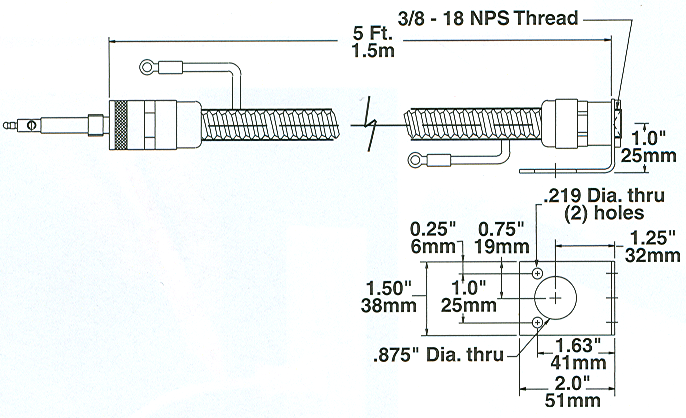 3/8 - 18 NPS Thread
5 Ft.
1.5m
1.0"
25mm
.219 Dia. thru
(2) holes
0.25"
6mm
0.75"
19mm
1.25"
32mm
1.50"
38mm
1.0"
25mm
.875" Dia. thru
1.63"
41mm
2.0"
51mm